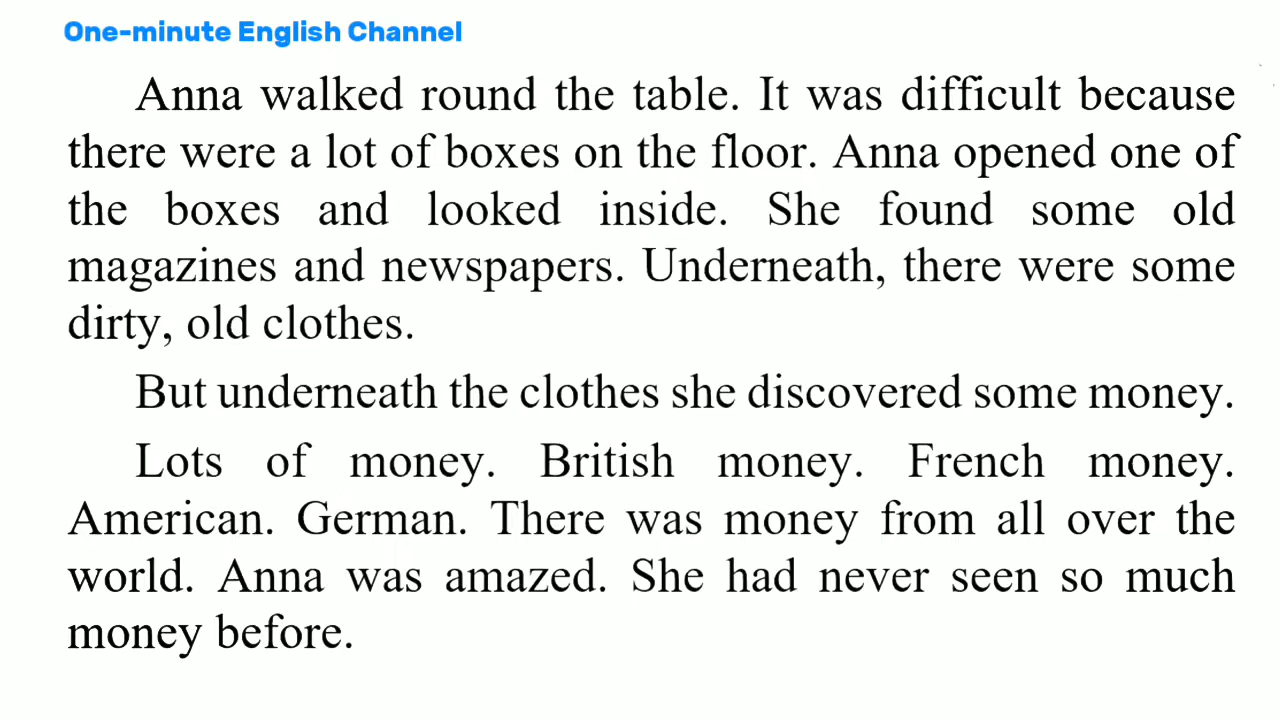 One-minute English Channel
Anna walked round the table. It was difficult because
there were a lot of boxes on the floor. Anna opened one of
the boxes and looked inside. She found some old
magazines and newspapers. Underneath, there were some
dirty, old clothes.
But underneath the clothes she discovered some money.
Lots of money. British money. French money.
American. German. There was money from all over the
world. Anna was amazed. She had never seen so much
money before.